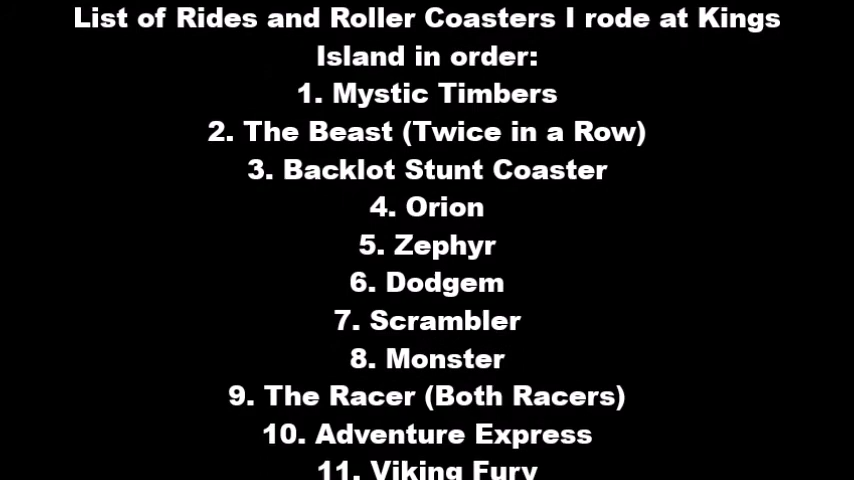 List of Rides and Roller Coasters I rode at Kings
Island in order:
1. Mystic Timbers
2. The Beast (Twice in a Row)
3. Backlot Stunt Coaster
4. Orion
5. Zephyr
6. Dodgem
7. Scrambler
8. Monster
9. The Racer (Both Racers)
10. Adventure Express
11. Viking Fury